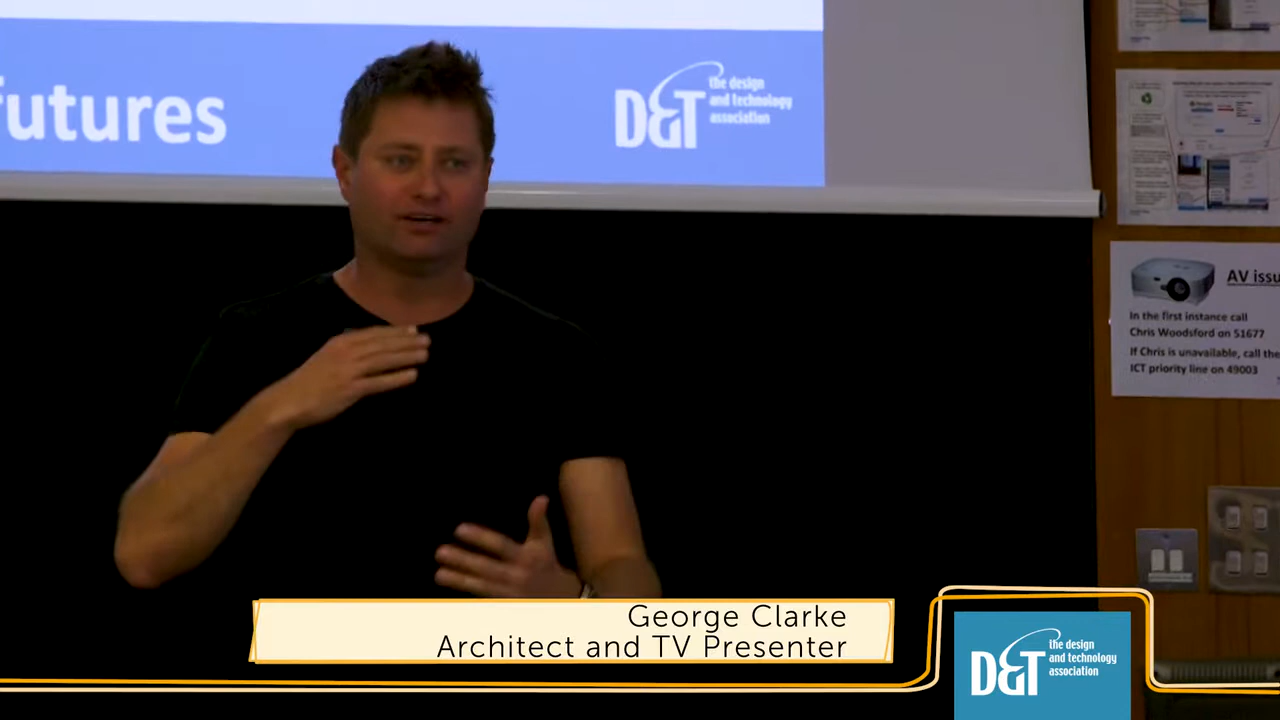 futures
D&T
the design
and technology
association
AV issu
In the first instance call
Chris Woodsford on 51677
If Chris is unavailable, call the
ICT priority line on 49003
George Clarke
Architect and TV Presenter
D&T
the design
and technology
association